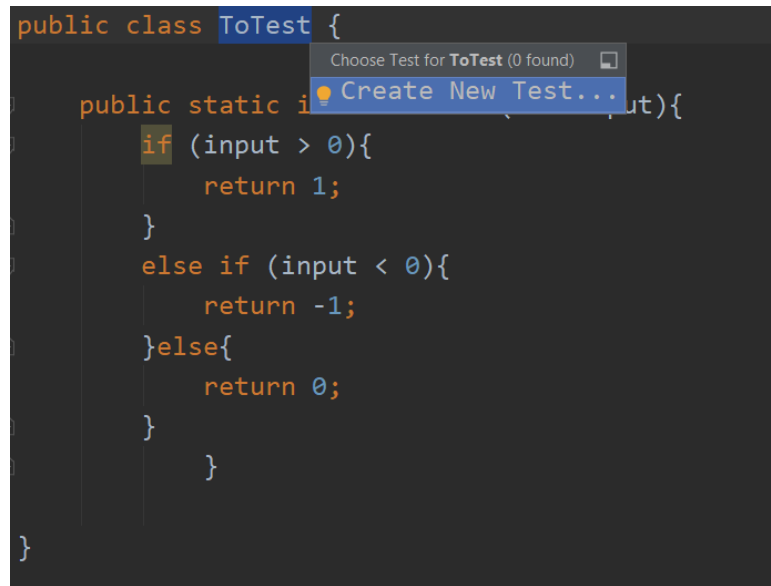 public class ToTest {
Choose Test for ToTest (0 found)
Create New Test...
public static i ut){
if (input > 0){
return 1;
}
else if (input < 0){
return -1;
}else{
return 0;
}
}
}